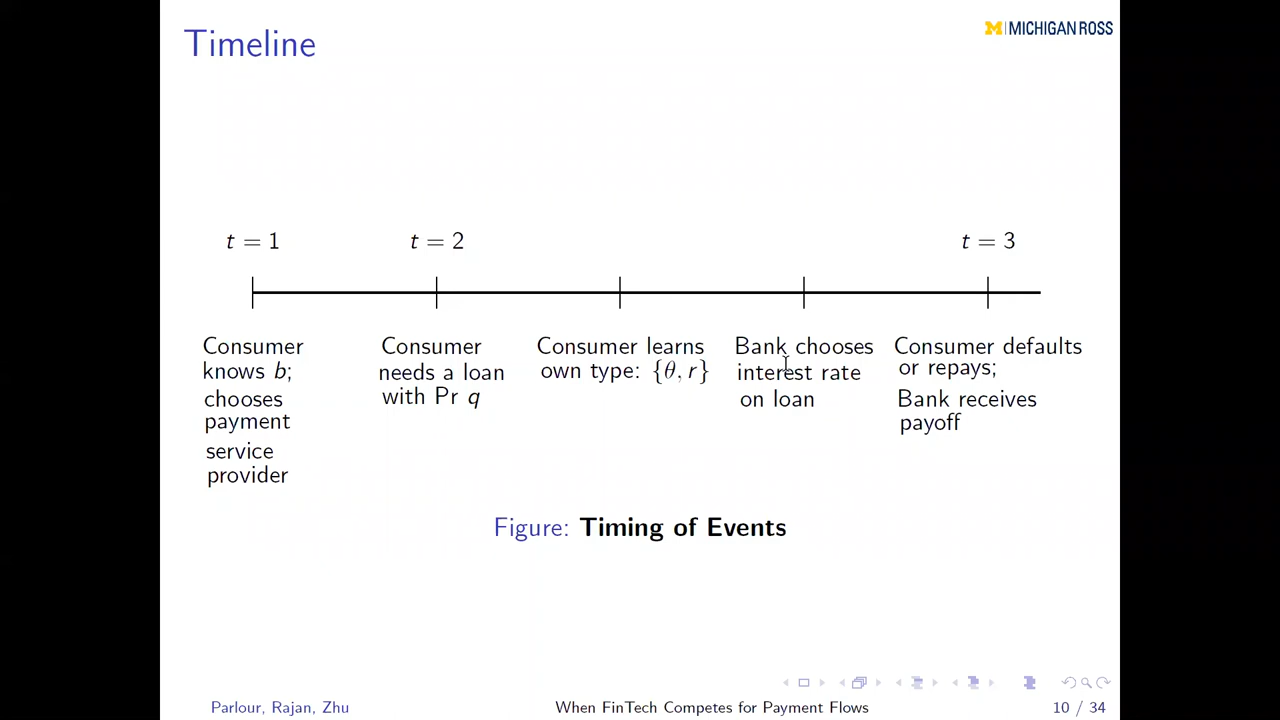 Timeline
M|MICHIGAN ROSS
t = 1
t = 2
t = 3
Consumer
knows b;
chooses
payment
service
provider
Consumer
needs a loan
with Pr q
Consumer learns
own type: {θ, r}
Bank chooses
interest rate
on loan
Consumer defaults
or repays;
Bank receives
payoff
Figure: Timing of Events
Parlour, Rajan, Zhu
When FinTech Competes for Payment Flows
10 / 34